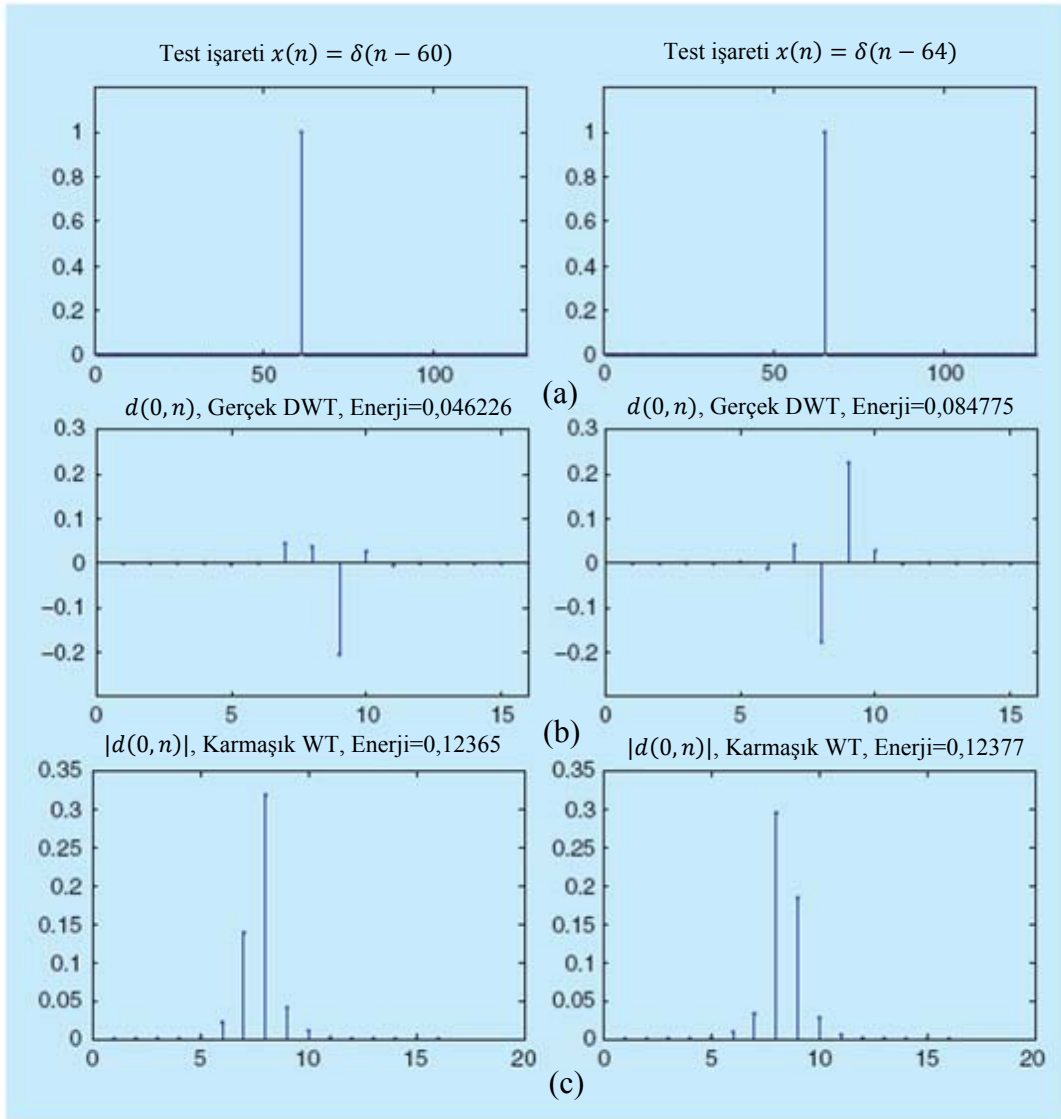 Test işareti x(n) = δ(n − 60)
Test işareti x(n) = δ(n − 64)
1
0.8
0.6
0.4
0.2
0
0 50 100
1
0.8
0.6
0.4
0.2
0
0 50 100
(a)
d(0, n), Gerçek DWT, Enerji=0,046226
d(0, n), Gerçek DWT, Enerji=0,084775
0.3
0.2
0.1
0
−0.1
−0.2
0 5 10 15
0.3
0.2
0.1
0
−0.1
−0.2
0 5 10 15
(b)
|d(0, n)|, Karmaşık WT, Enerji=0,12365
|d(0, n)|, Karmaşık WT, Enerji=0,12377
0.35
0.3
0.25
0.2
0.15
0.1
0.05
0
0 5 10 15 20
0.35
0.3
0.25
0.2
0.15
0.1
0.05
0
0 5 10 15 20
(c)